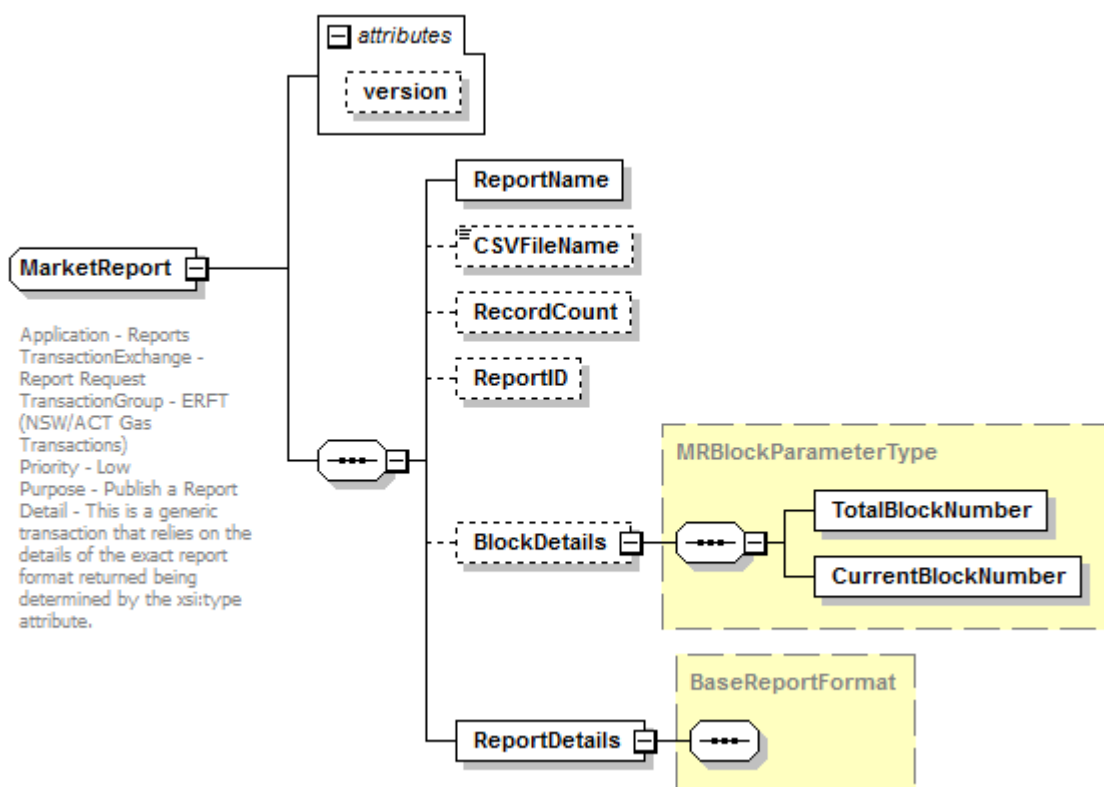 attributes
version
ReportName
CSVFileName
RecordCount
ReportID
MarketReport
Application - Reports
TransactionExchange -
Report Request
TransactionGroup - ERFT
(NSW/ACT Gas
Transactions)
Priority - Low
Purpose - Publish a Report
Detail - This is a generic
transaction that relies on the
details of the exact report
format returned being
determined by the xsi:type
attribute.
MRBlockParameterType
TotalBlockNumber
BlockDetails
CurrentBlockNumber
BaseReportFormat
ReportDetails